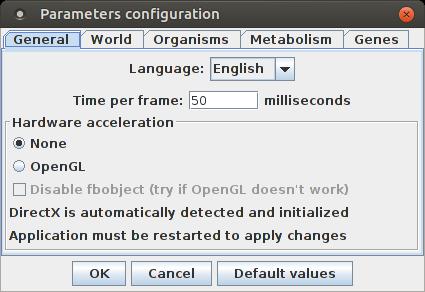 Parameters configuration
General World Organisms Metabolism Genes
Language: English
Time per frame: 50 milliseconds
Hardware acceleration
None
OpenGL
Disable fbobject (try if OpenGL doesn't work)
DirectX is automatically detected and initialized
Application must be restarted to apply changes
OK Cancel Default values